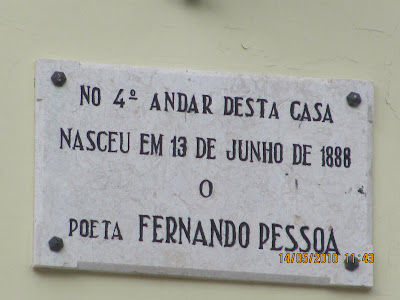 NO 4º ANDAR DESTA CASA
NASCEU EM 13 DE JUNHO DE 1888
O
POETA FERNANDO PESSOA
14/05/2010 11:43